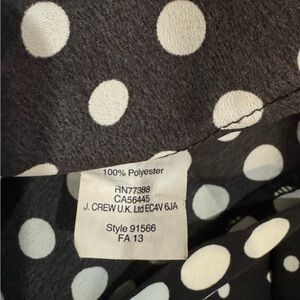 100% Polyester
RN77388
CA56445
J. CREW U.K. Ltd EC4V 6JA
Style 91566
FA 13